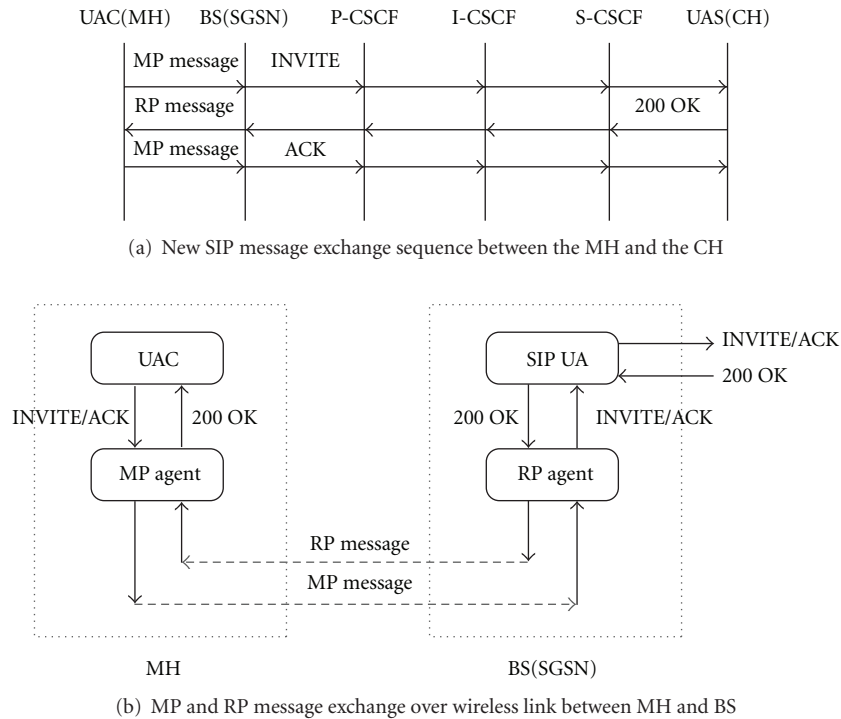 UAC(MH) BS(SGSN) P-CSCF I-CSCF S-CSCF UAS(CH)
MP message INVITE
RP message 200 OK
MP message ACK
(a) New SIP message exchange sequence between the MH and the CH
UAC SIP UA INVITE/ACK
200 OK
INVITE/ACK 200 OK 200 OK INVITE/ACK
MP agent RP agent
RP message
MP message
MH BS(SGSN)
(b) MP and RP message exchange over wireless link between MH and BS